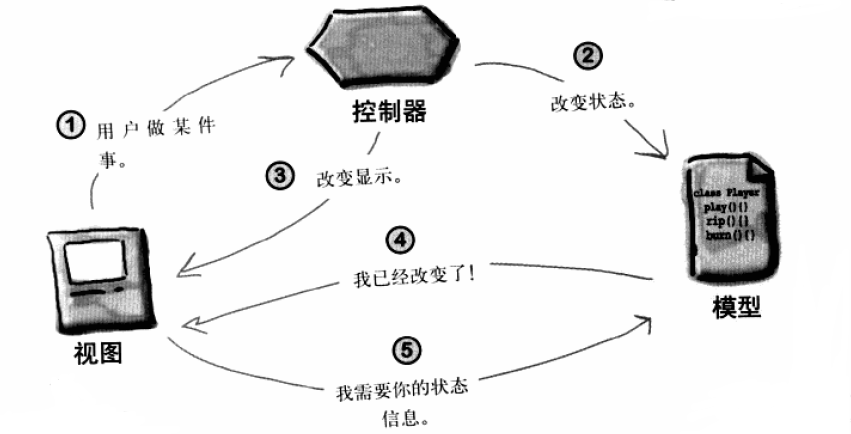 ①
用户做某件
事。
控制器
②
改变状态。
③
改变显示。
class Player
play(){}
rip(){}
burn(){}
④
我已经改变了!
模型
视图
⑤
我需要你的状态
信息。